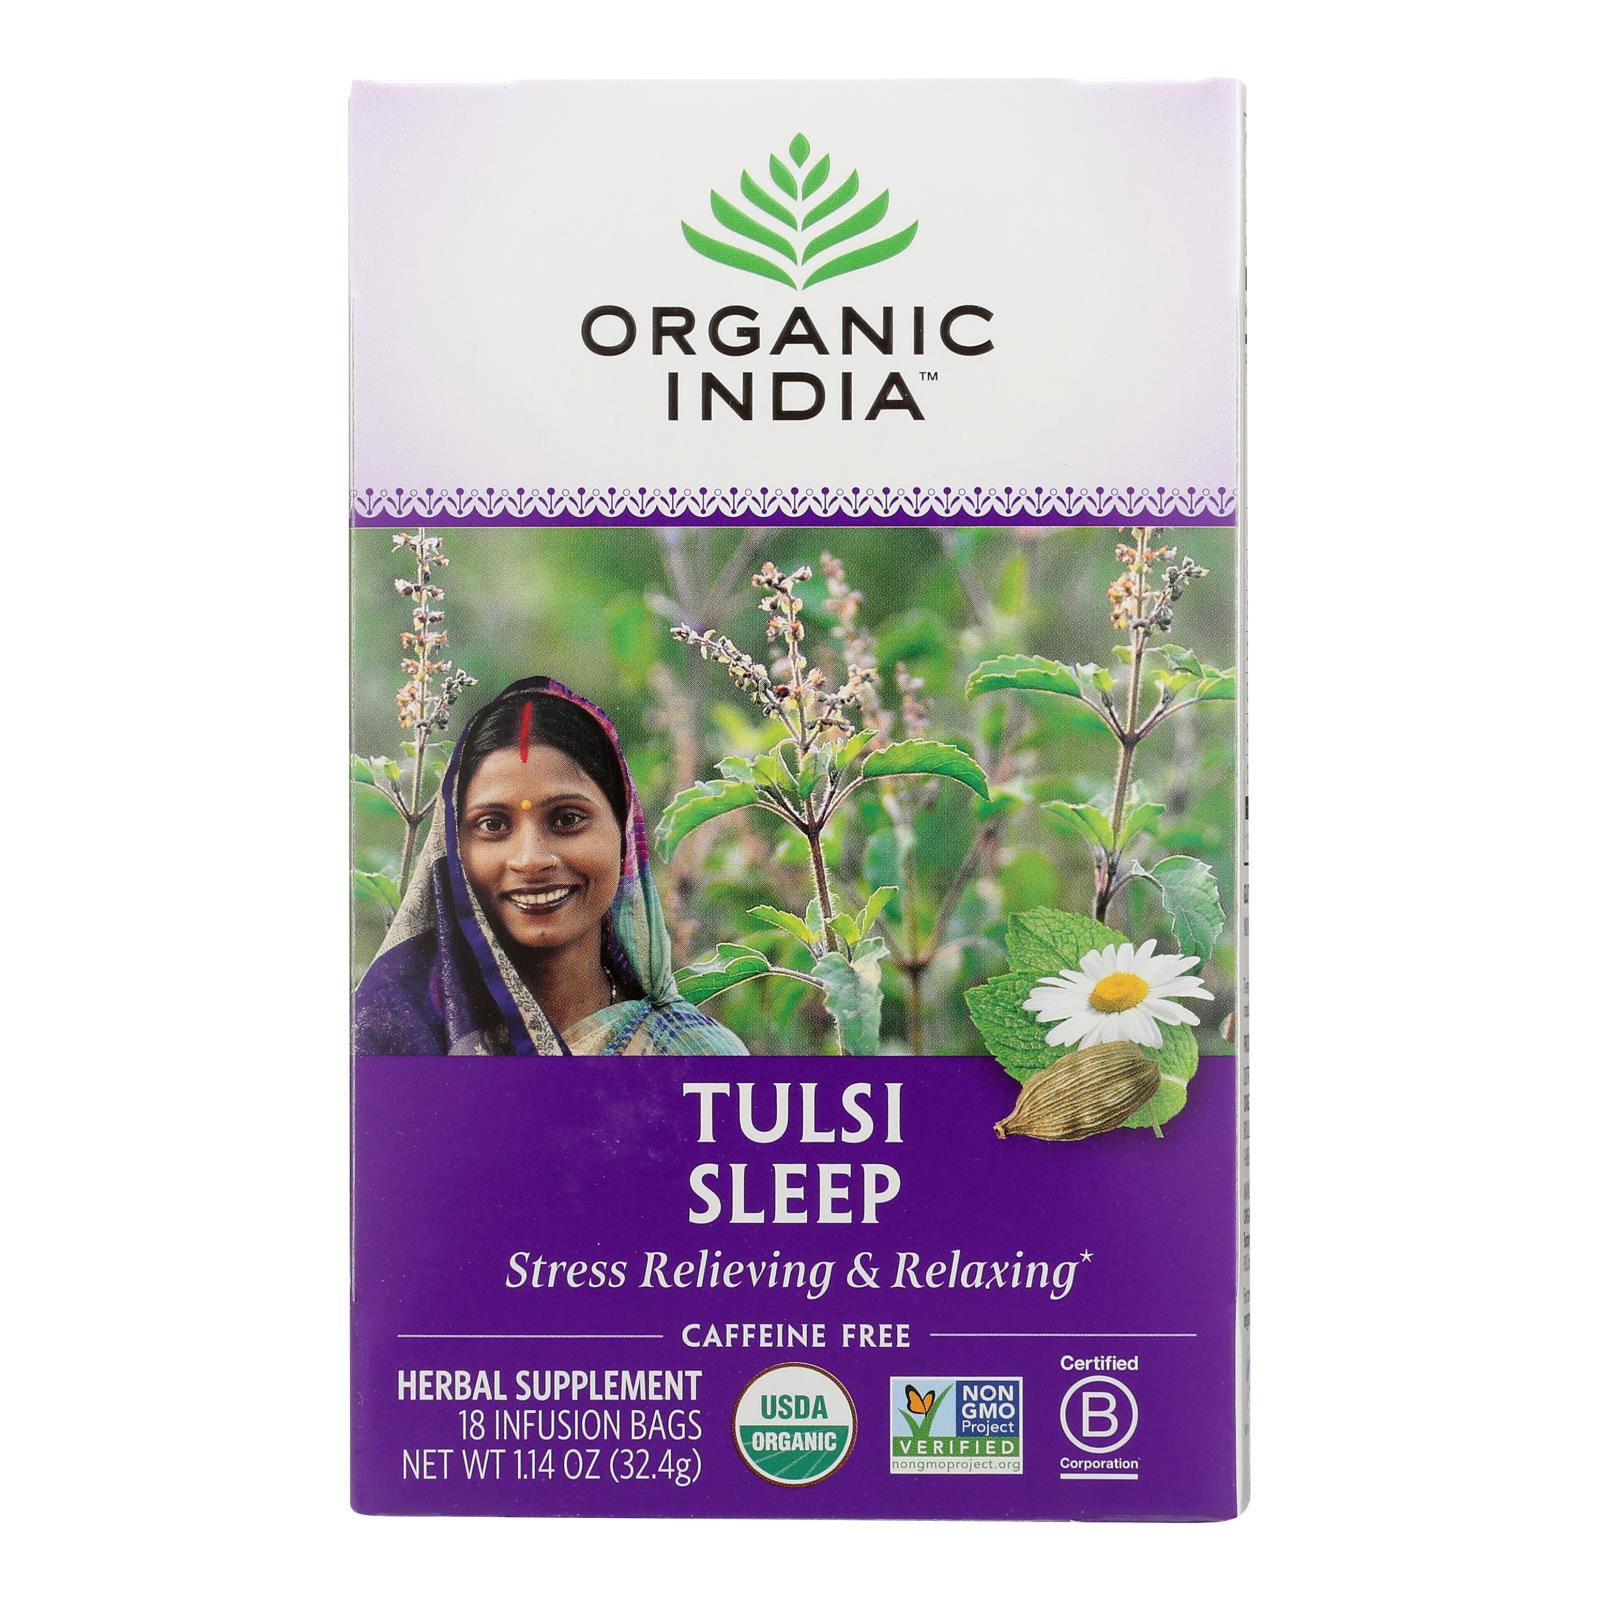 ORGANIC
INDIA™
TULSI
SLEEP
Stress Relieving & Relaxing*
CAFFEINE FREE
HERBAL SUPPLEMENT
18 INFUSION BAGS
NET WT 1.14 OZ (32.4g)
USDA
ORGANIC
NON
GMO
Project
VERIFIED
nongmoproject.org
Certified
B
Corporation